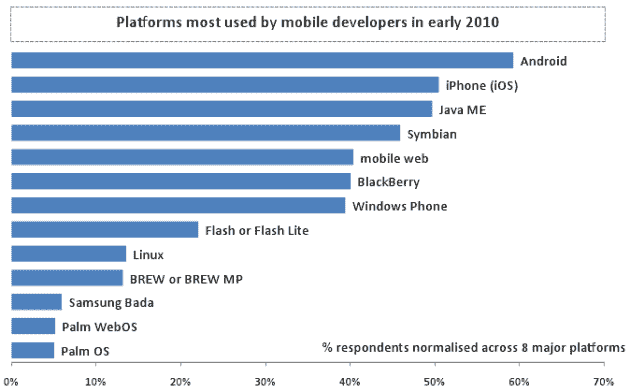 Platforms most used by mobile developers in early 2010
Android
iPhone (iOS)
Java ME
Symbian
mobile web
BlackBerry
Windows Phone
Flash or Flash Lite
Linux
BREW or BREW MP
Samsung Bada
Palm WebOS
Palm OS
% respondents normalised across 8 major platforms
0% 10% 20% 30% 40% 50% 60% 70%